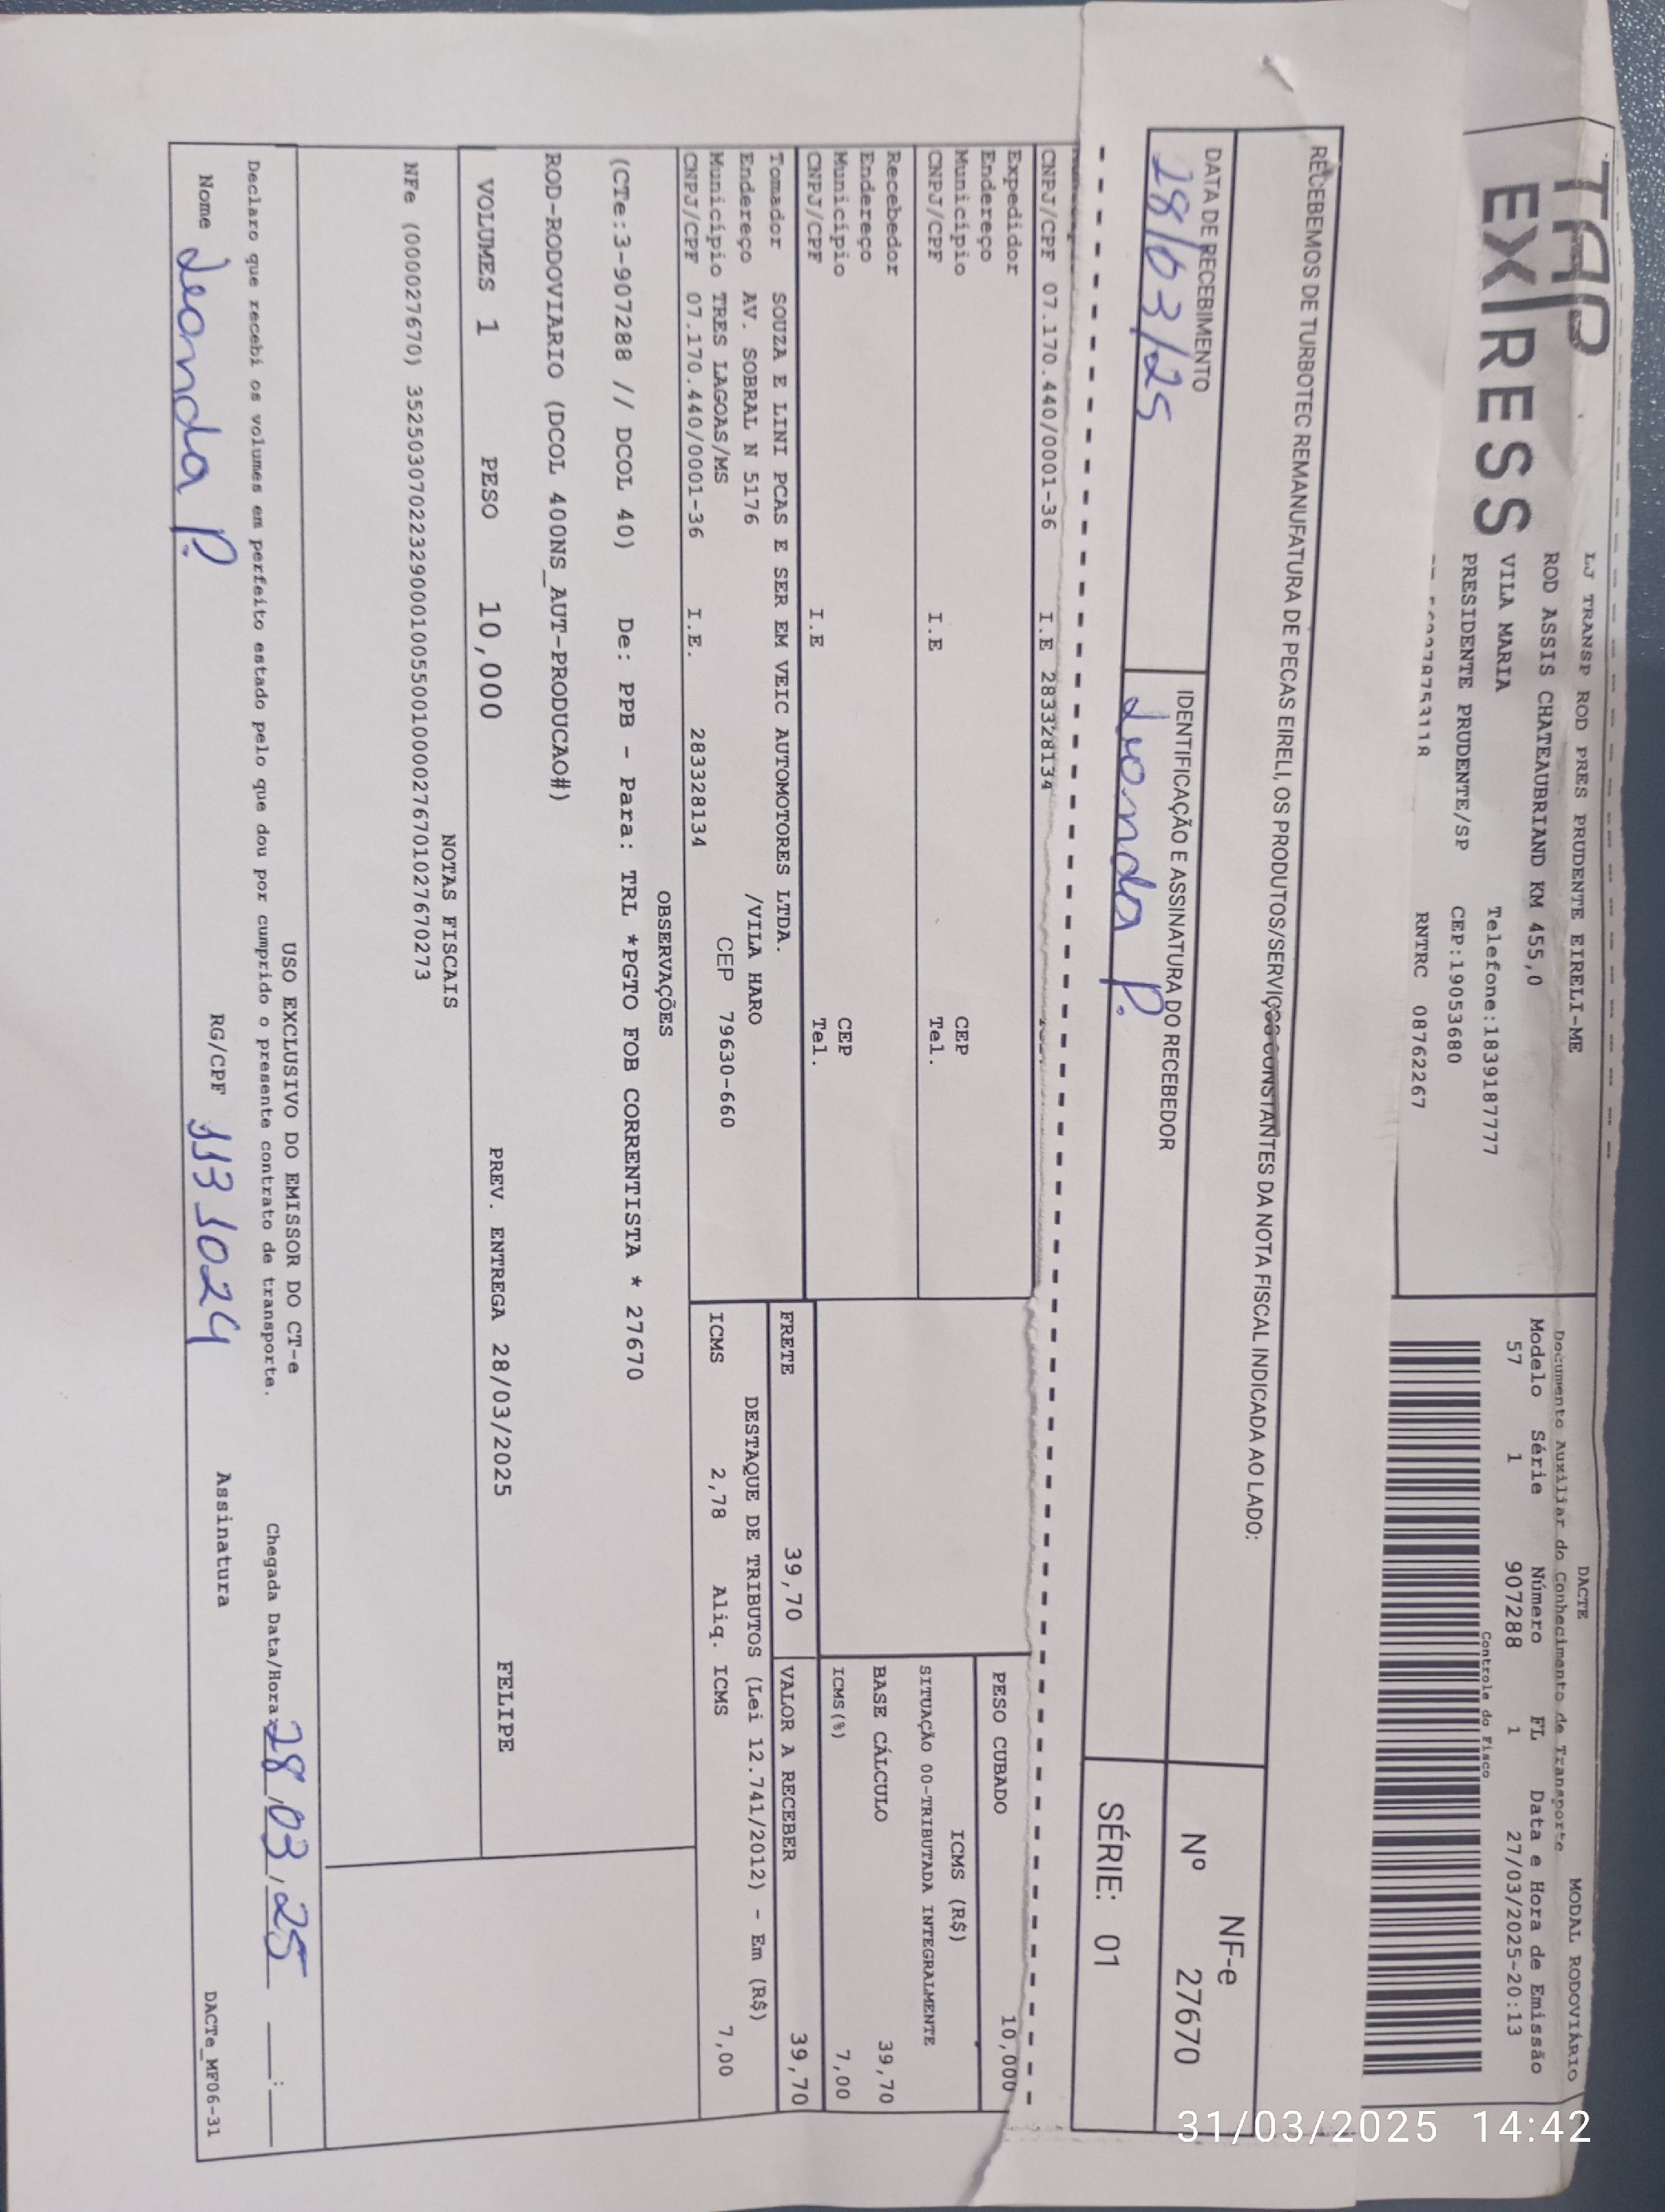 TAP
EX/RESS
LJ TRANSP ROD PRES PRUDENTE EIRELI-ME
ROD ASSIS CHATEAUBRIAND KM 455,0
VILA MARIA Telefone:1839187777
PRESIDENTE PRUDENTE/SP CEP:19053680
RNTRC 08762267
DACTE MODAL RODOVIÁRIO
Documento Auxiliar do Conhecimento de Transporte
Modelo Série Número FL Data e Hora de Emissão
57 1 907288 1 27/03/2025-20:13
Controle do Fisco
RECEBEMOS DE TURBOTEC REMANUFATURA DE PECAS EIRELI, OS PRODUTOS/SERVIÇOS CONSTANTES DA NOTA FISCAL INDICADA AO LADO:
DATA DE RECEBIMENTO
28/03/25
IDENTIFICAÇÃO E ASSINATURA DO RECEBEDOR
Leonda P.
NF-e
Nº 27670
SÉRIE: 01
CNPJ/CPF 07.170.440/0001-36 I.E 283328134
Expedidor
Endereço
Município CEP
CNPJ/CPF I.E Tel.
Recebedor
Endereço
Município CEP
CNPJ/CPF I.E Tel.
Tomador SOUZA E LINI PCAS E SER EM VEIC AUTOMOTORES LTDA.
Endereço AV. SOBRAL N 5176 /VILA HARO
Município TRES LAGOAS/MS CEP 79630-660
CNPJ/CPF 07.170.440/0001-36 I.E. 283328134
PESO CUBADO 10,000
ICMS (R$)
SITUAÇÃO 00-TRIBUTADA INTEGRALMENTE
BASE CÁLCULO 39,70
ICMS(%) 7,00
FRETE 39,70 VALOR A RECEBER 39,70
DESTAQUE DE TRIBUTOS (Lei 12.741/2012) - Em (R$)
ICMS 2,78 Aliq. ICMS 7,00
OBSERVAÇÕES
(CTe:3-907288 // DCOL 40) De: PPB - Para: TRL *PGTO FOB CORRENTISTA * 27670
ROD-RODOVIARIO (DCOL 400NS_AUT-PRODUCAO#)
VOLUMES 1 PESO 10,000 PREV. ENTREGA 28/03/2025 FELIPE
NOTAS FISCAIS
NFe (000027670) 35250307022329000100550010000276701027670273
USO EXCLUSIVO DO EMISSOR DO CT-e
Declaro que recebi os volumes em perfeito estado pelo que dou por cumprido o presente contrato de transporte. Chegada Data/Hora: 28/03/25 __:__
Nome Leonda P. RG/CPF 1131024 Assinatura DACTe_MF06-31
31/03/2025 14:42